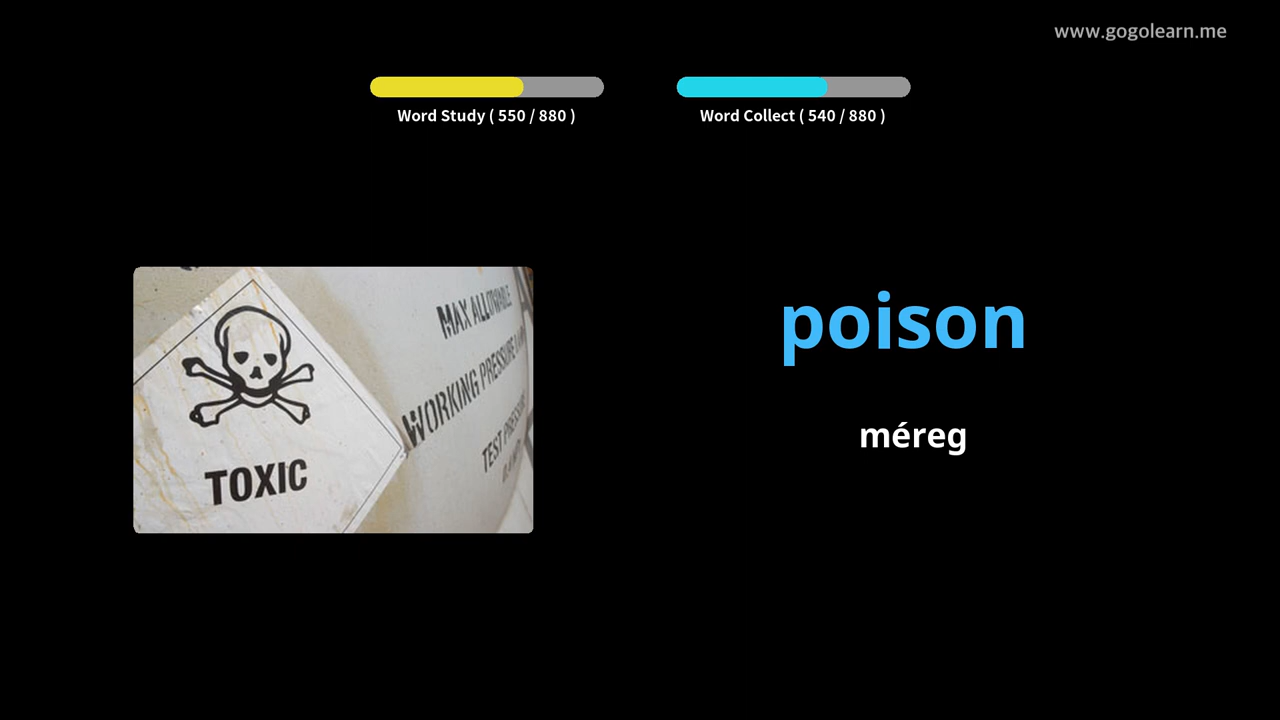 www.gogolearn.me
Word Study ( 550 / 880 )
Word Collect ( 540 / 880 )
MAX ALLOWABLE
WORKING PRESSURE
TEST PRESSURE
TOXIC
poison
méreg